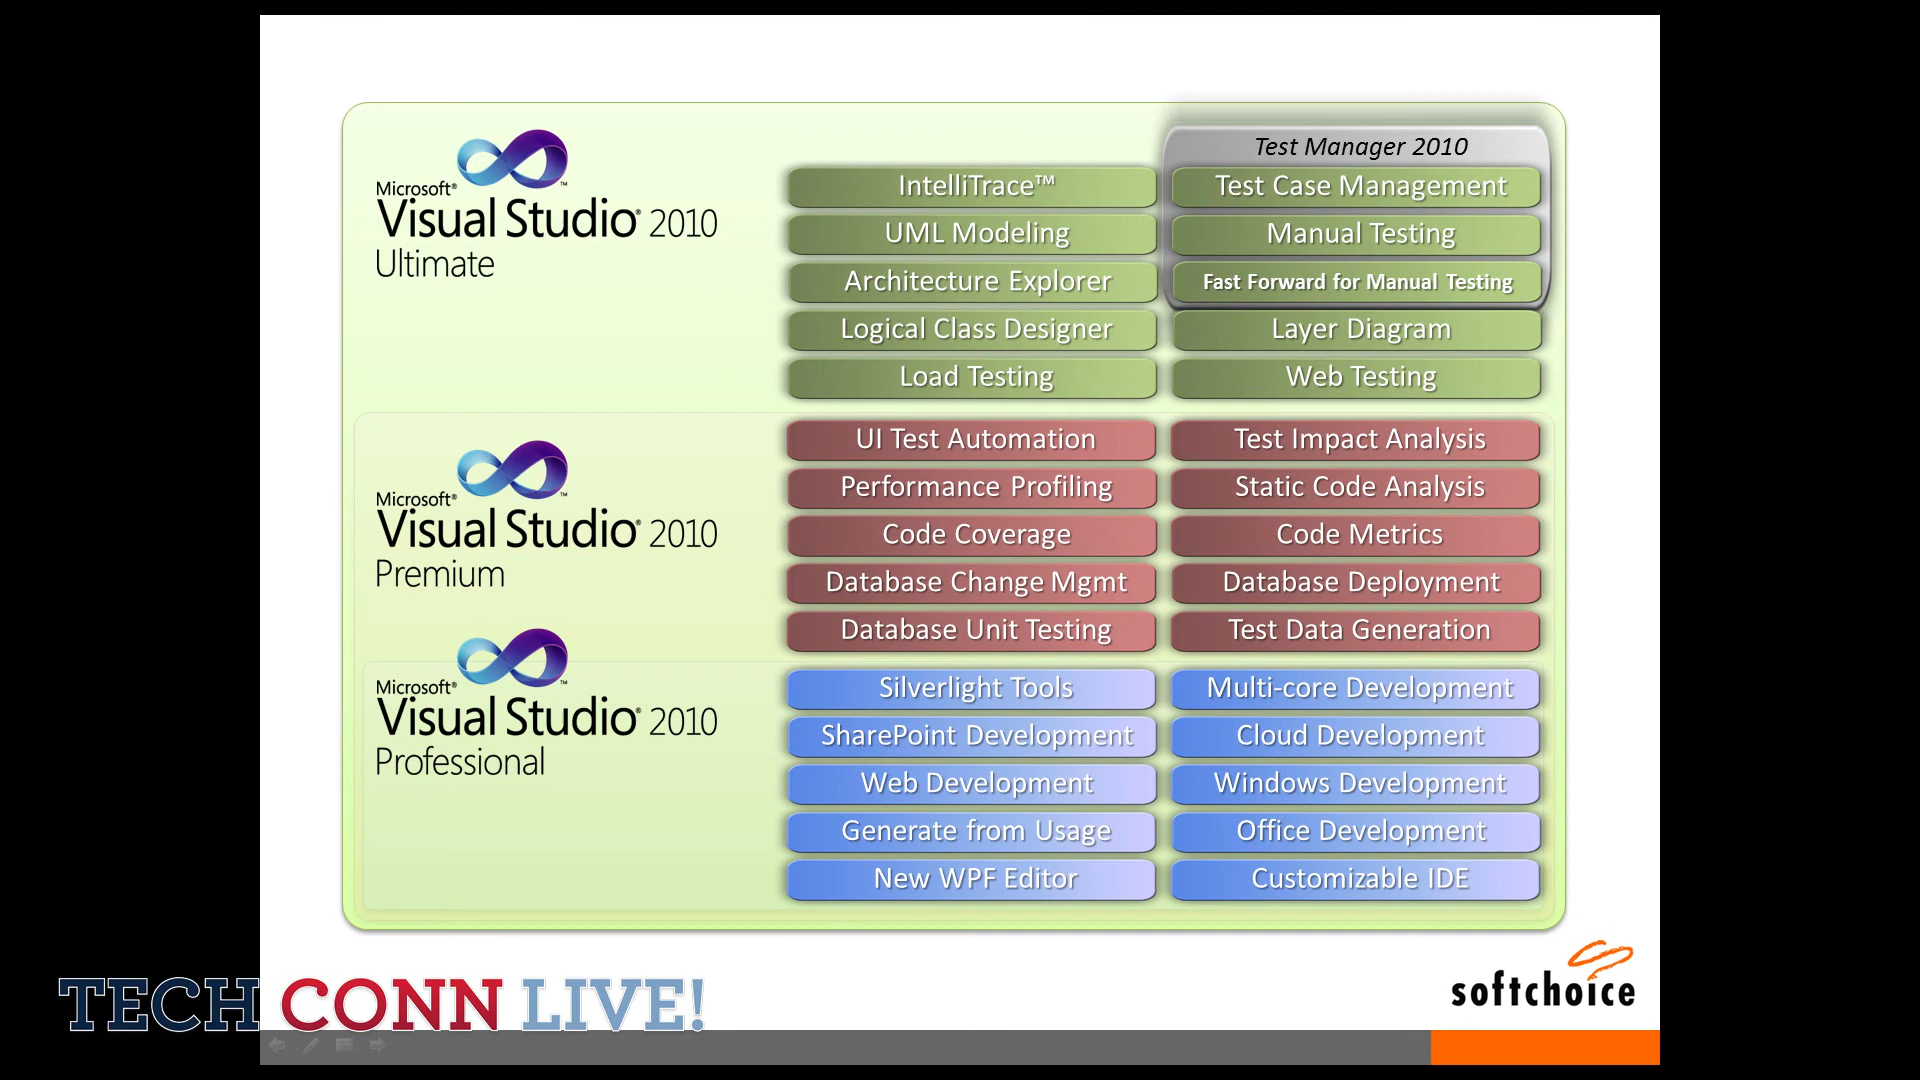 Microsoft®
Visual Studio® 2010
Ultimate
Test Manager 2010
IntelliTrace™
Test Case Management
UML Modeling
Manual Testing
Architecture Explorer
Fast Forward for Manual Testing
Logical Class Designer
Layer Diagram
Load Testing
Web Testing
Microsoft®
Visual Studio® 2010
Premium
UI Test Automation
Test Impact Analysis
Performance Profiling
Static Code Analysis
Code Coverage
Code Metrics
Database Change Mgmt
Database Deployment
Database Unit Testing
Test Data Generation
Microsoft®
Visual Studio® 2010
Professional
Silverlight Tools
Multi-core Development
SharePoint Development
Cloud Development
Web Development
Windows Development
Generate from Usage
Office Development
New WPF Editor
Customizable IDE
TECH CONN LIVE!
softchoice